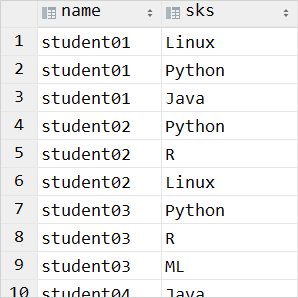 name sks
1 student01 Linux
2 student01 Python
3 student01 Java
4 student02 Python
5 student02 R
6 student02 Linux
7 student03 Python
8 student03 R
9 student03 ML
10 student04 Java